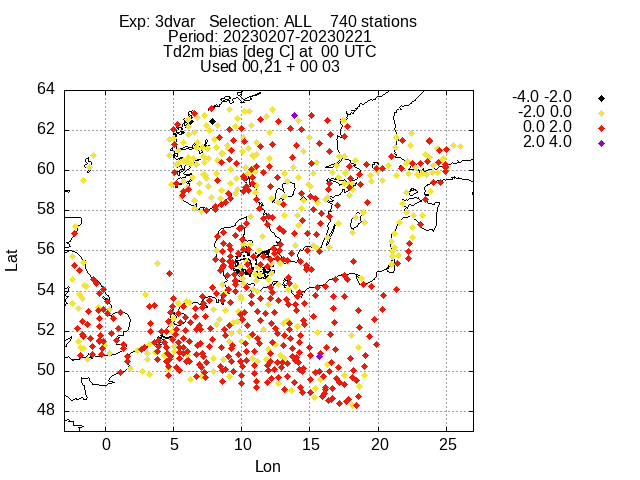 Exp: 3dvar   Selection: ALL    740 stations
Period: 20230207-20230221
Td2m bias [deg C] at  00 UTC
Used 00,21 + 00 03
-4.0 -2.0
-2.0 0.0
0.0 2.0
2.0 4.0
64
62
60
58
56
54
52
50
48
Lat
0 5 10 15 20 25
Lon